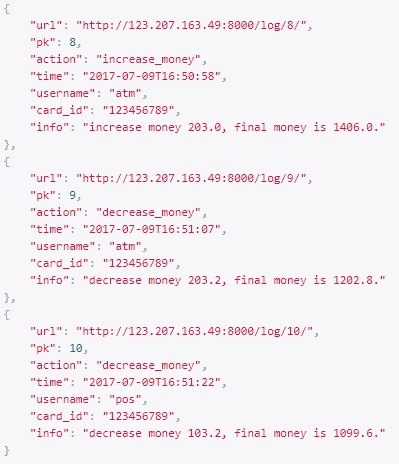 {
    "url": "http://123.207.163.49:8000/log/8/",
    "pk": 8,
    "action": "increase_money",
    "time": "2017-07-09T16:50:58",
    "username": "atm",
    "card_id": "123456789",
    "info": "increase money 203.0, final money is 1406.0."
},
{
    "url": "http://123.207.163.49:8000/log/9/",
    "pk": 9,
    "action": "decrease_money",
    "time": "2017-07-09T16:51:07",
    "username": "atm",
    "card_id": "123456789",
    "info": "decrease money 203.2, final money is 1202.8."
},
{
    "url": "http://123.207.163.49:8000/log/10/",
    "pk": 10,
    "action": "decrease_money",
    "time": "2017-07-09T16:51:22",
    "username": "pos",
    "card_id": "123456789",
    "info": "decrease money 103.2, final money is 1099.6."
}